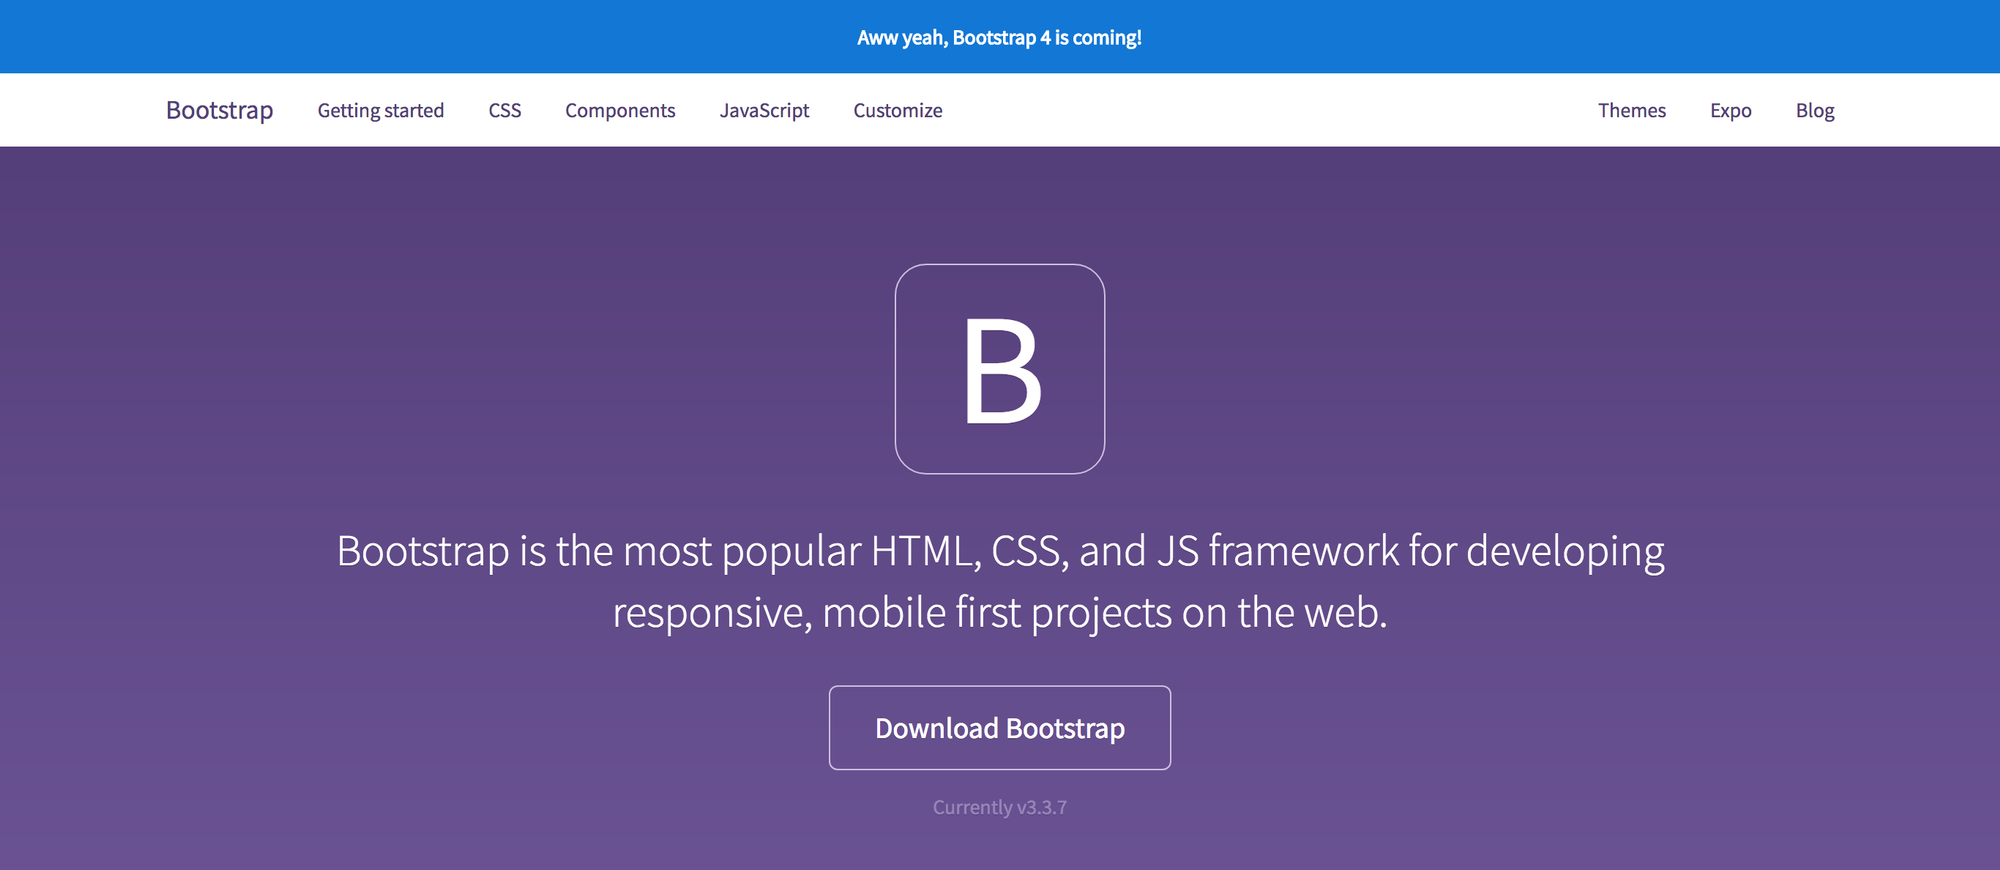 Aww yeah, Bootstrap 4 is coming!
Bootstrap Getting started CSS Components JavaScript Customize Themes Expo Blog
B
Bootstrap is the most popular HTML, CSS, and JS framework for developing
responsive, mobile first projects on the web.
Download Bootstrap
Currently v3.3.7